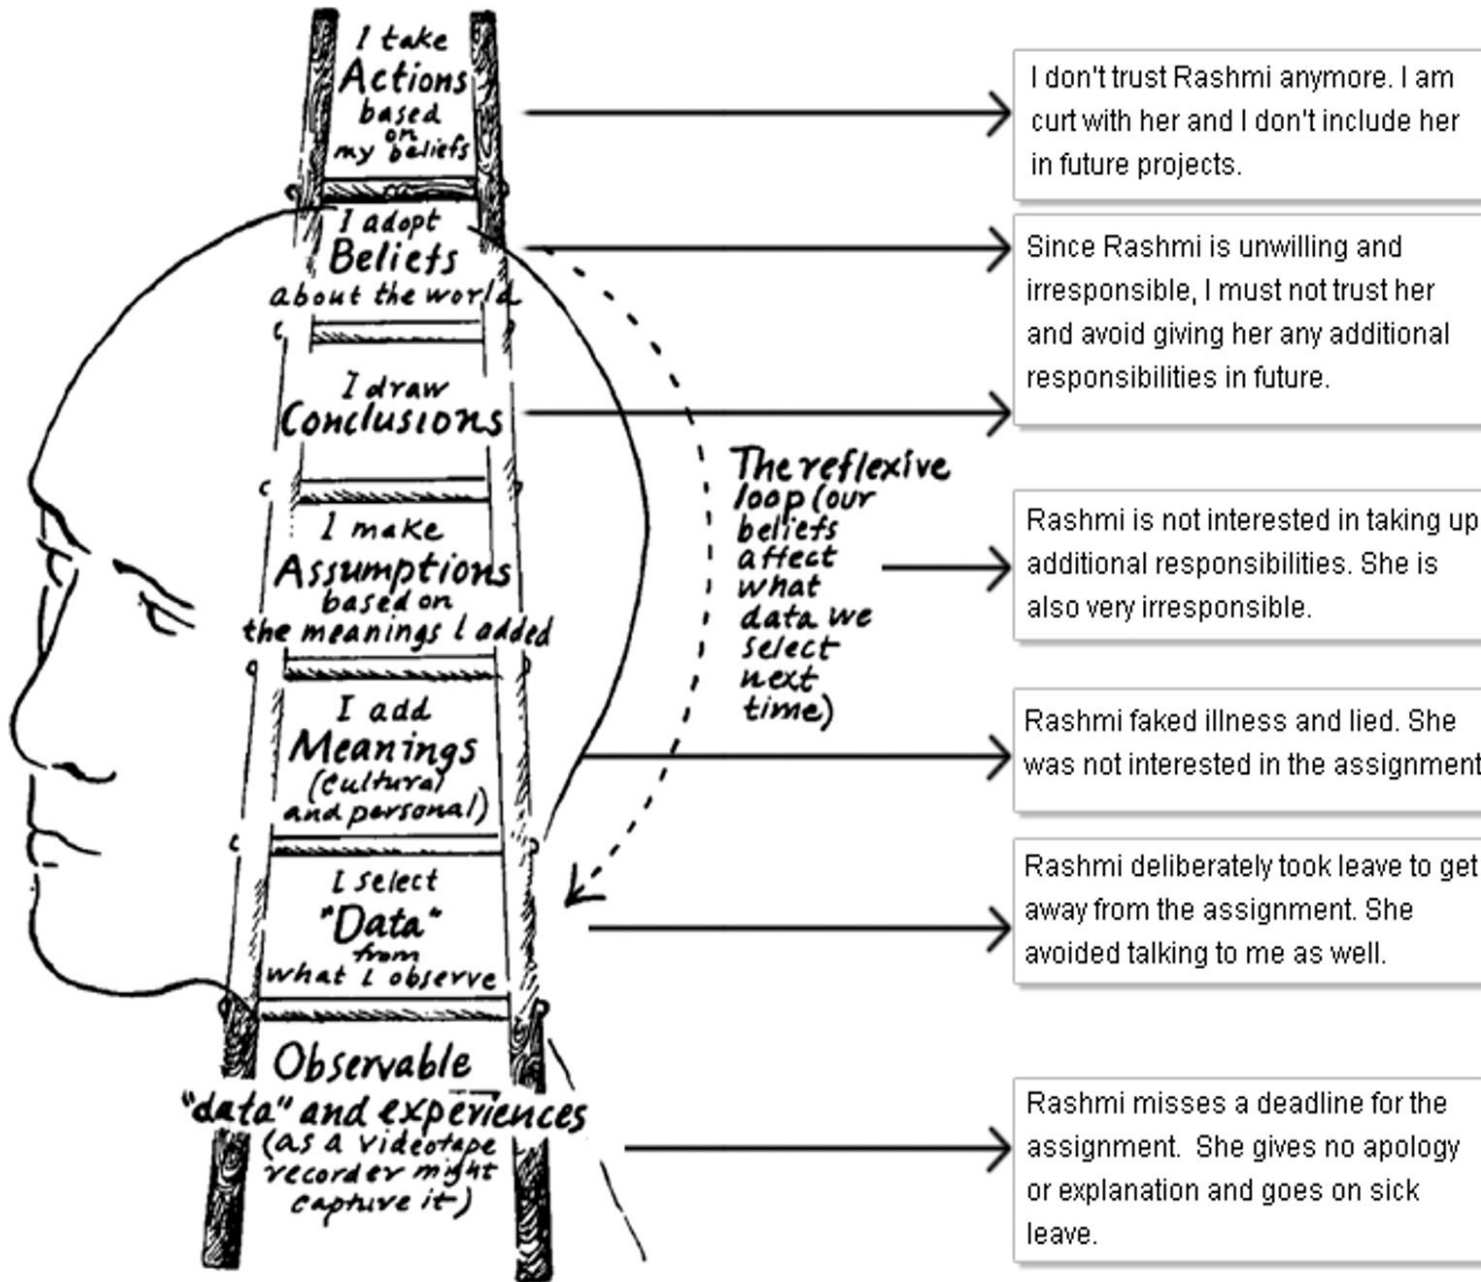 I take
Actions
based
on
my beliefs
I adopt
Beliefs
about the world
I draw
Conclusions
I make
Assumptions
based on
the meanings I added
I add
Meanings
(cultural
and personal)
I select
"Data"
from
what I observe
Observable
"data" and experiences
(as a videotape
recorder might
capture it)
The reflexive
loop (our
beliefs
affect
what
data we
select
next
time)
I don't trust Rashmi anymore. I am
curt with her and I don't include her
in future projects.
Since Rashmi is unwilling and
irresponsible, I must not trust her
and avoid giving her any additional
responsibilities in future.
Rashmi is not interested in taking up
additional responsibilities. She is
also very irresponsible.
Rashmi faked illness and lied. She
was not interested in the assignment
Rashmi deliberately took leave to get
away from the assignment. She
avoided talking to me as well.
Rashmi misses a deadline for the
assignment. She gives no apology
or explanation and goes on sick
leave.